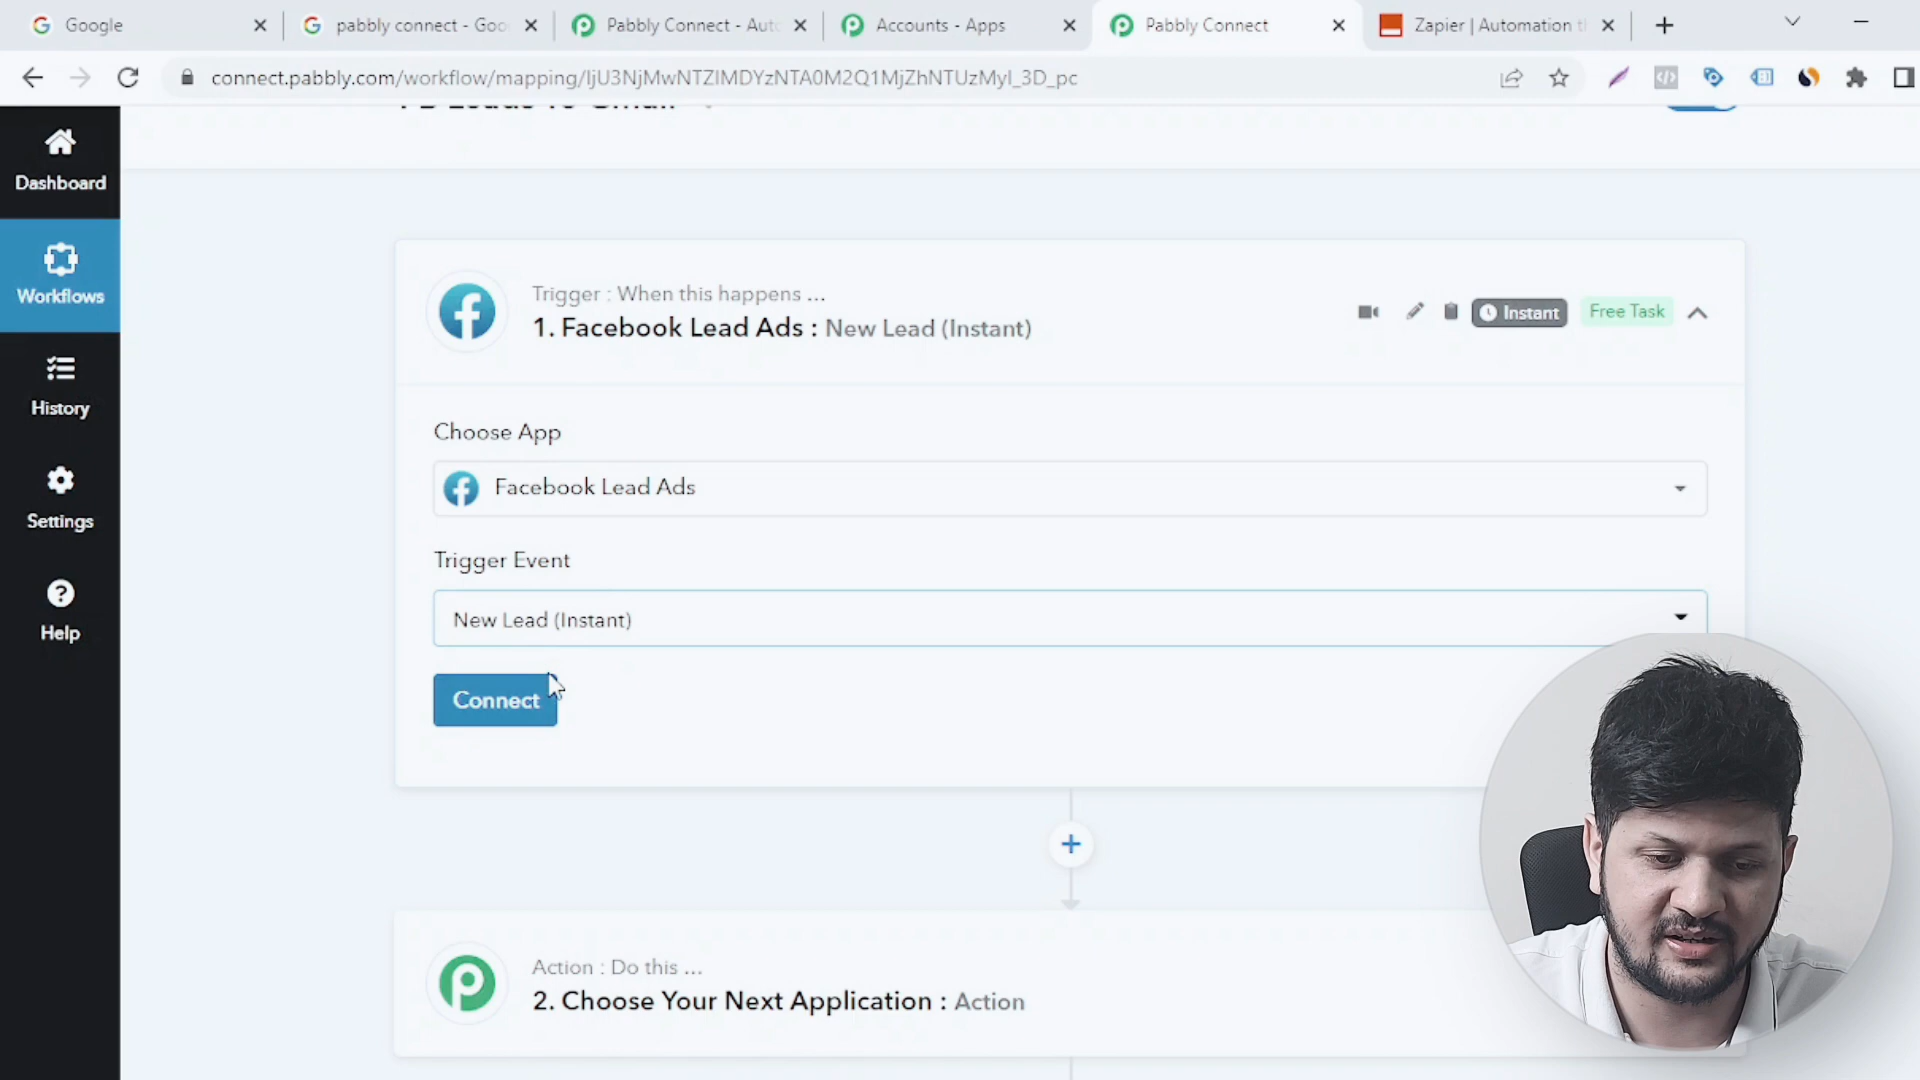 Google
pabbly connect - Goo
Pabbly Connect - Aut
Accounts - Apps
Pabbly Connect
Zapier | Automation th
connect.pabbly.com/workflow/mapping/IjU3NjMwNTZlMDYzNTA0M2Q1MjZhNTUzMyI_3D_pc
Dashboard
Workflows
History
Settings
Help
Trigger : When this happens ...
1. Facebook Lead Ads : New Lead (Instant)
Instant
Free Task
Choose App
Facebook Lead Ads
Trigger Event
New Lead (Instant)
Connect
Action : Do this ...
2. Choose Your Next Application : Action